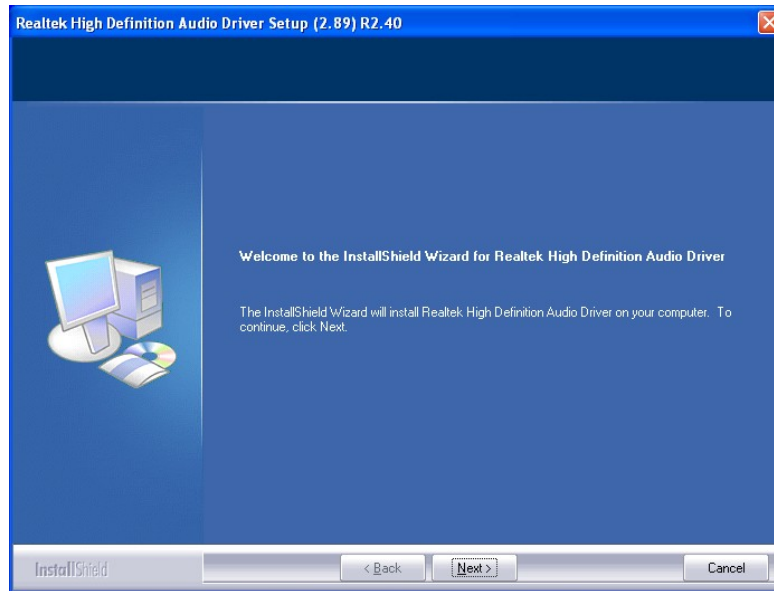 Realtek High Definition Audio Driver Setup (2.89) R2.40
Welcome to the InstallShield Wizard for Realtek High Definition Audio Driver
The InstallShield Wizard will install Realtek High Definition Audio Driver on your computer. To
continue, click Next.
InstallShield
< Back Next > Cancel